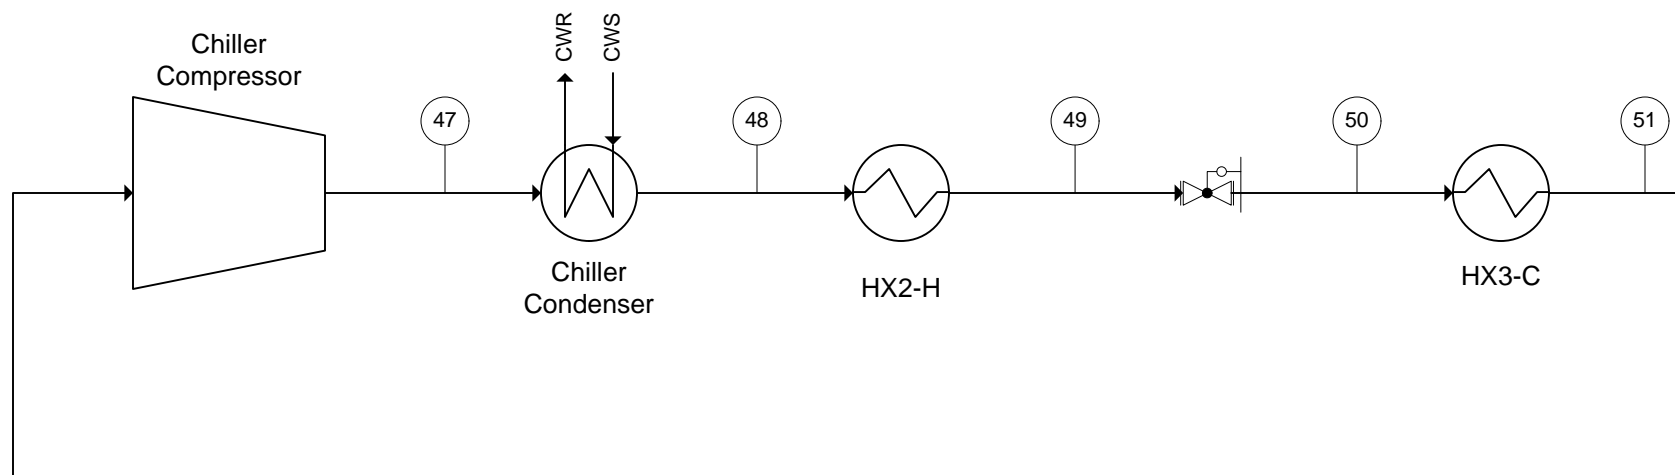 CWR
CWS
Chiller
Compressor
47
48
49
50
51
Chiller
Condenser
HX2-H
HX3-C